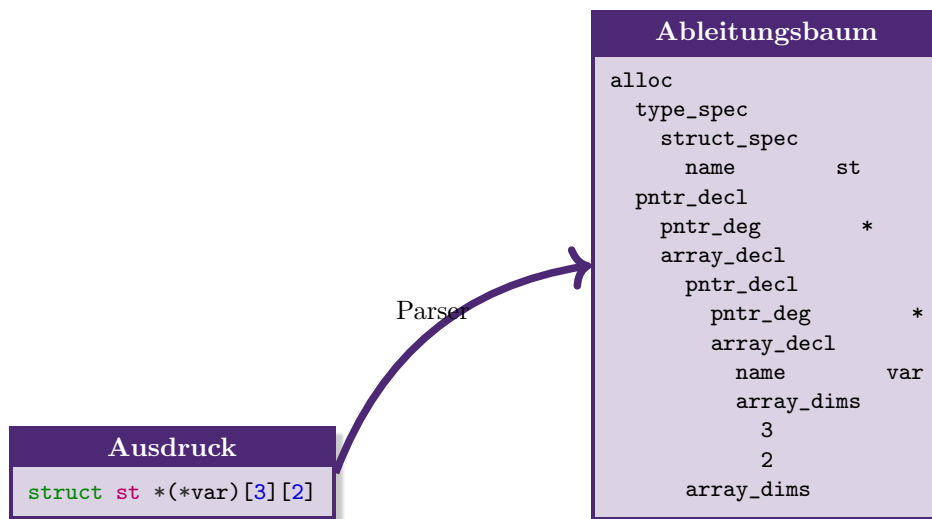 Ableitungsbaum
alloc
  type_spec
    struct_spec
      name        st
  pntr_decl
    pntr_deg        *
    array_decl
      pntr_decl
        pntr_deg        *
        array_decl
          name        var
          array_dims
            3
            2
      array_dims
Parser
Ausdruck
struct st *(*var)[3][2]